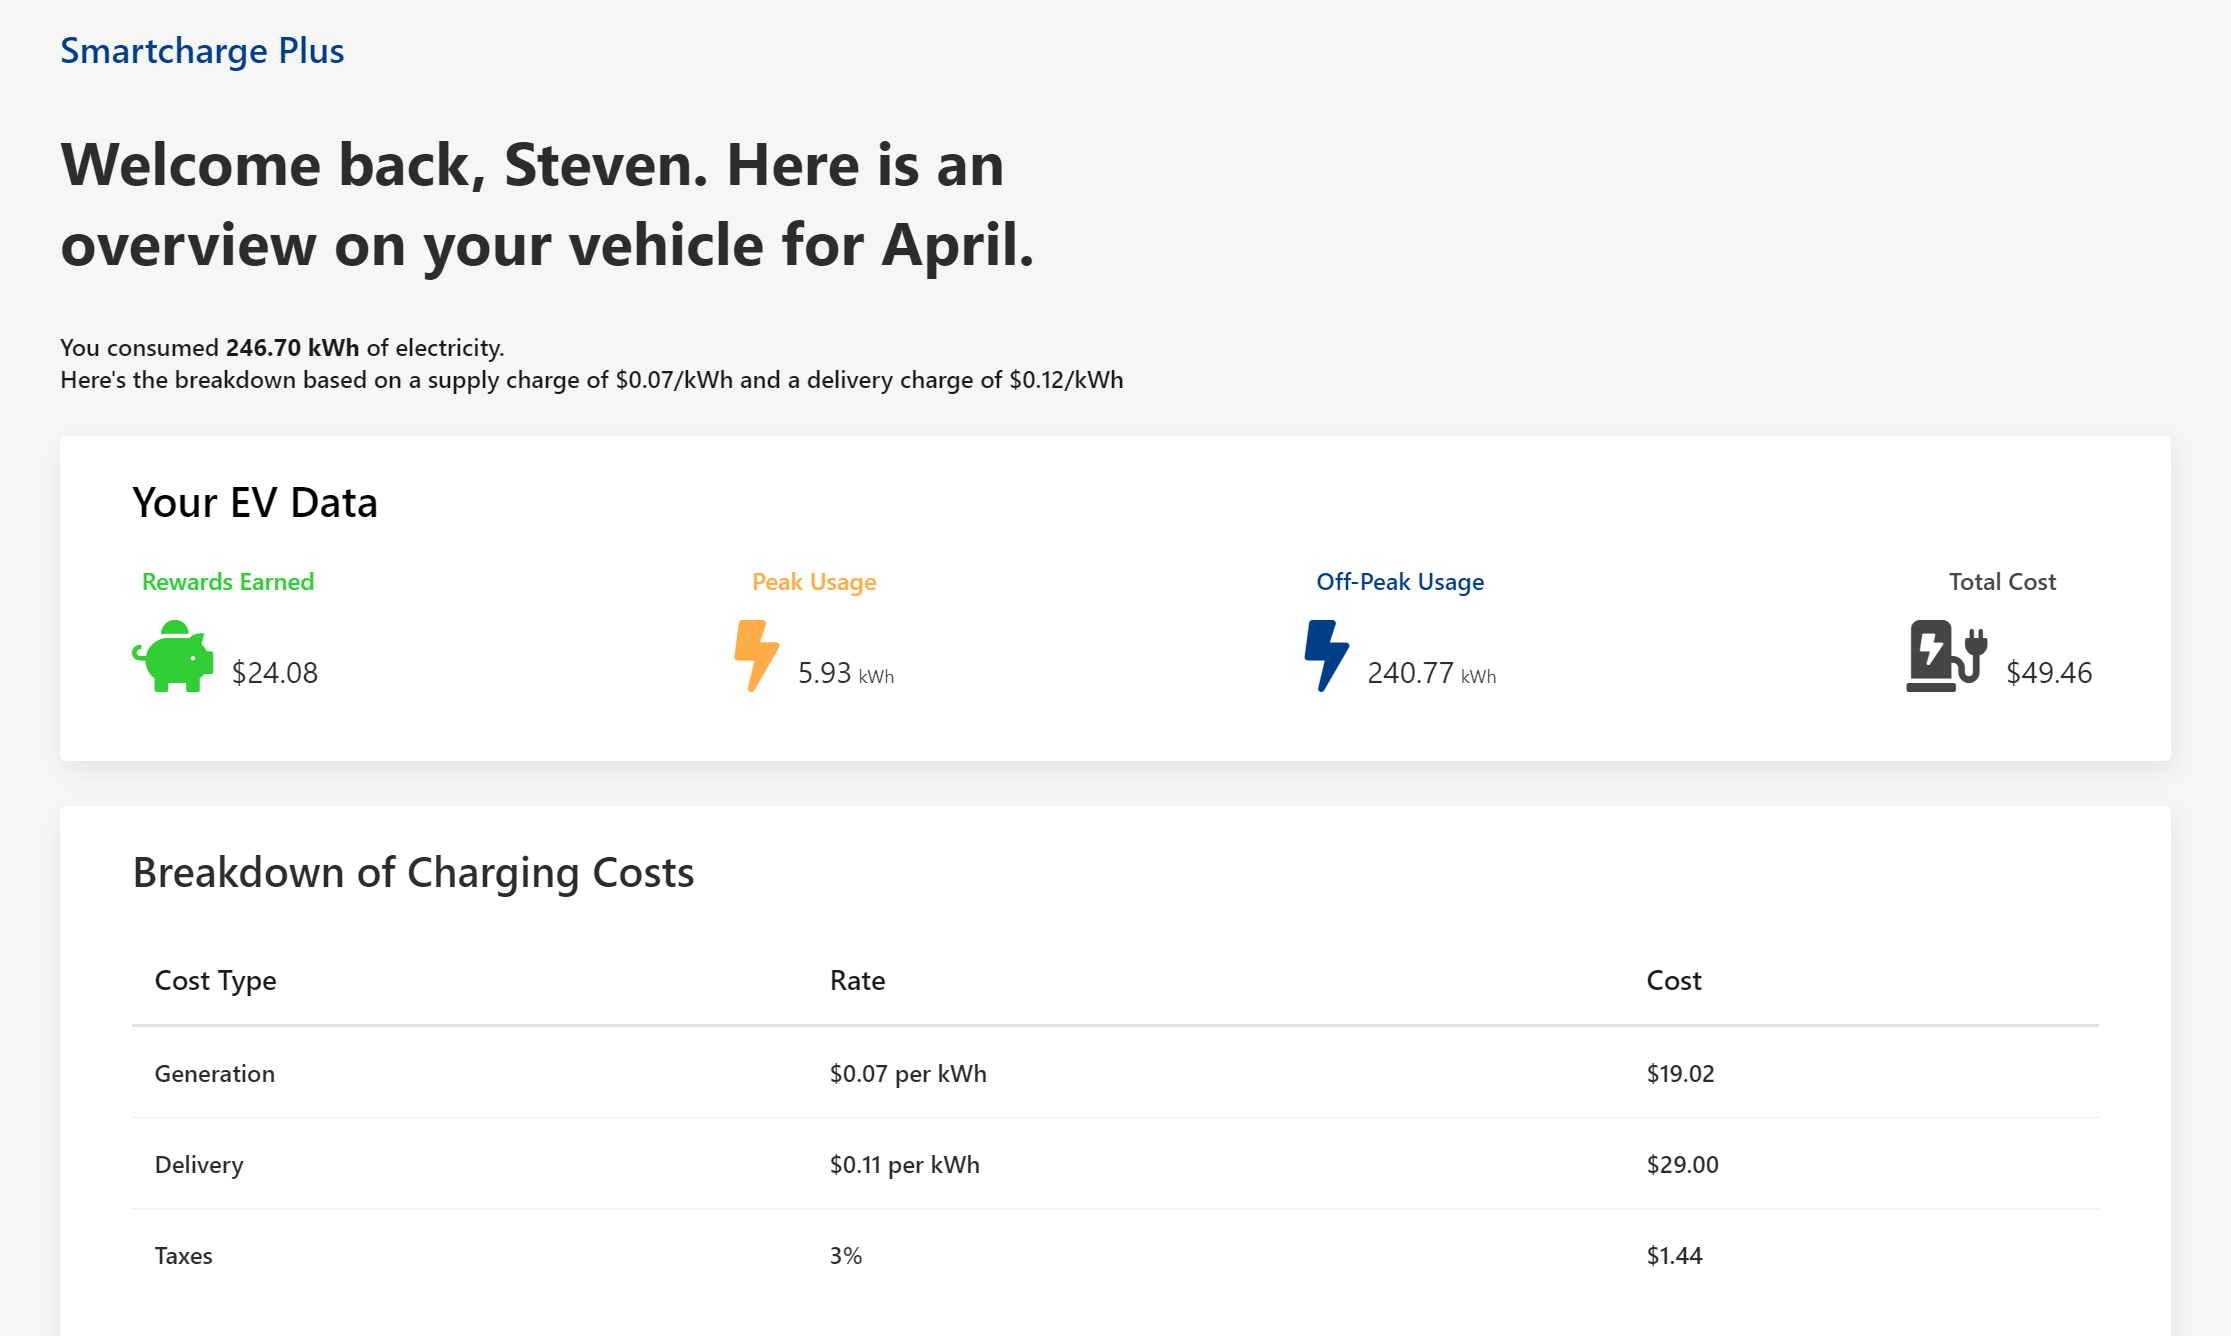 Smartcharge Plus
Welcome back, Steven. Here is an
overview on your vehicle for April.
You consumed 246.70 kWh of electricity.
Here's the breakdown based on a supply charge of $0.07/kWh and a delivery charge of $0.12/kWh
Your EV Data
Rewards Earned
$24.08
Peak Usage
5.93 kWh
Off-Peak Usage
240.77 kWh
Total Cost
$49.46
Breakdown of Charging Costs
Cost Type Rate Cost
Generation $0.07 per kWh $19.02
Delivery $0.11 per kWh $29.00
Taxes 3% $1.44